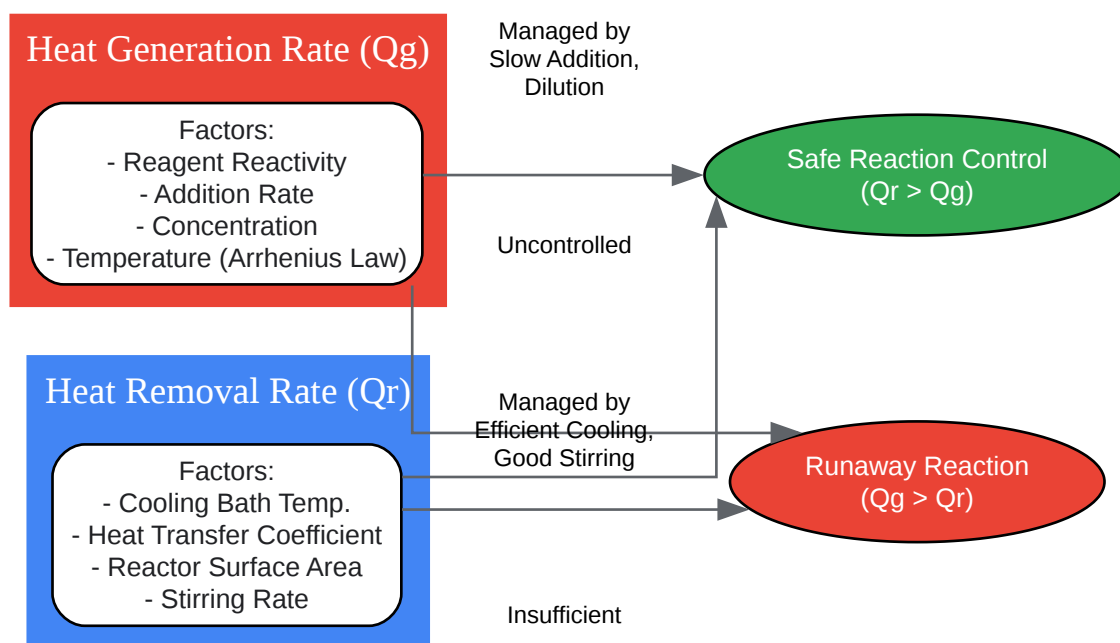 Heat Generation Rate (Qg)
Factors:
- Reagent Reactivity
- Addition Rate
- Concentration
- Temperature (Arrhenius Law)
Managed by
Slow Addition,
Dilution
Uncontrolled
Safe Reaction Control
(Qr > Qg)
Heat Removal Rate (Qr)
Factors:
- Cooling Bath Temp.
- Heat Transfer Coefficient
- Reactor Surface Area
- Stirring Rate
Managed by
Efficient Cooling,
Good Stirring
Insufficient
Runaway Reaction
(Qg > Qr)